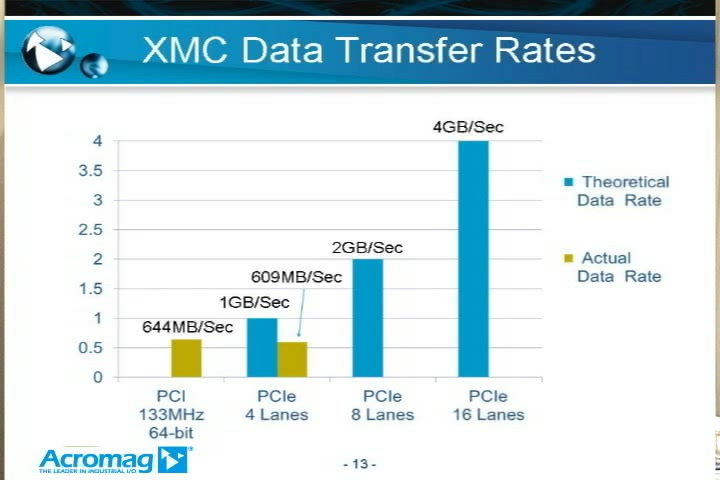 XMC Data Transfer Rates
4GB/Sec
4
3.5
3
2.5
2
1.5
1
0.5
0
2GB/Sec
609MB/Sec
1GB/Sec
644MB/Sec
Theoretical
Data Rate
Actual
Data Rate
PCI
133MHz
64-bit
PCIe
4 Lanes
PCIe
8 Lanes
PCIe
16 Lanes
Acromag
THE LEADER IN INDUSTRIAL I/O
- 13 -